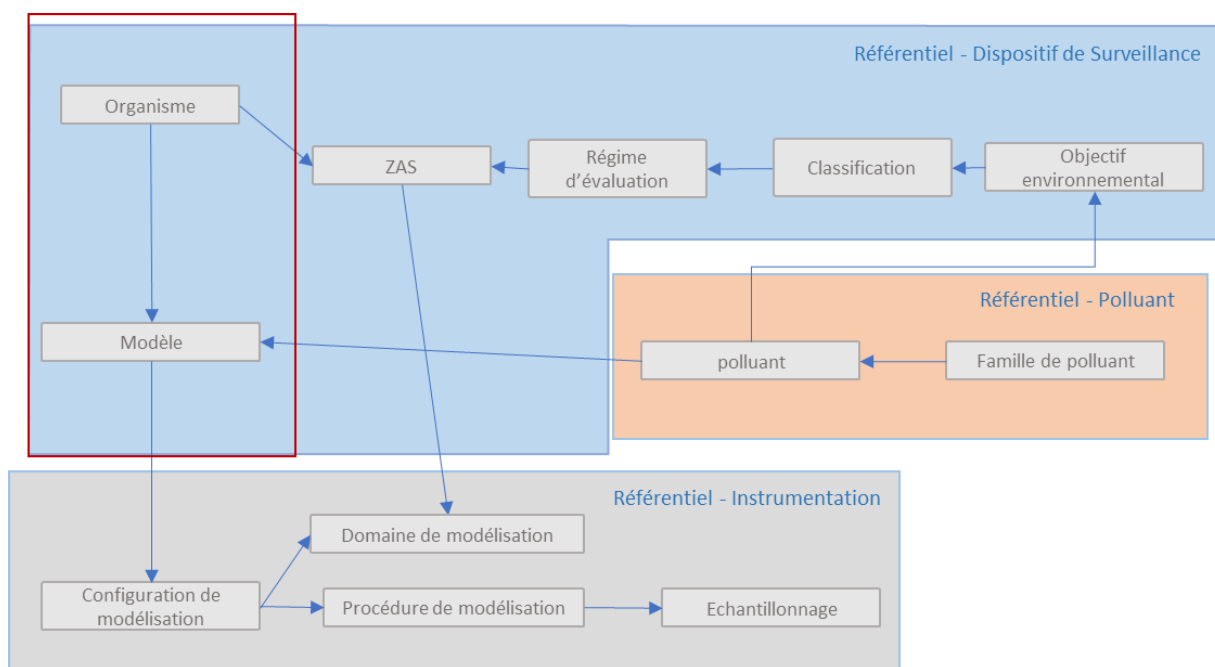 Référentiel - Dispositif de Surveillance
Organisme
ZAS
Régime
d’évaluation
Classification
Objectif
environnemental
Référentiel - Polluant
Modèle
polluant
Famille de polluant
Référentiel - Instrumentation
Domaine de modélisation
Configuration de
modélisation
Procédure de modélisation
Echantillonnage